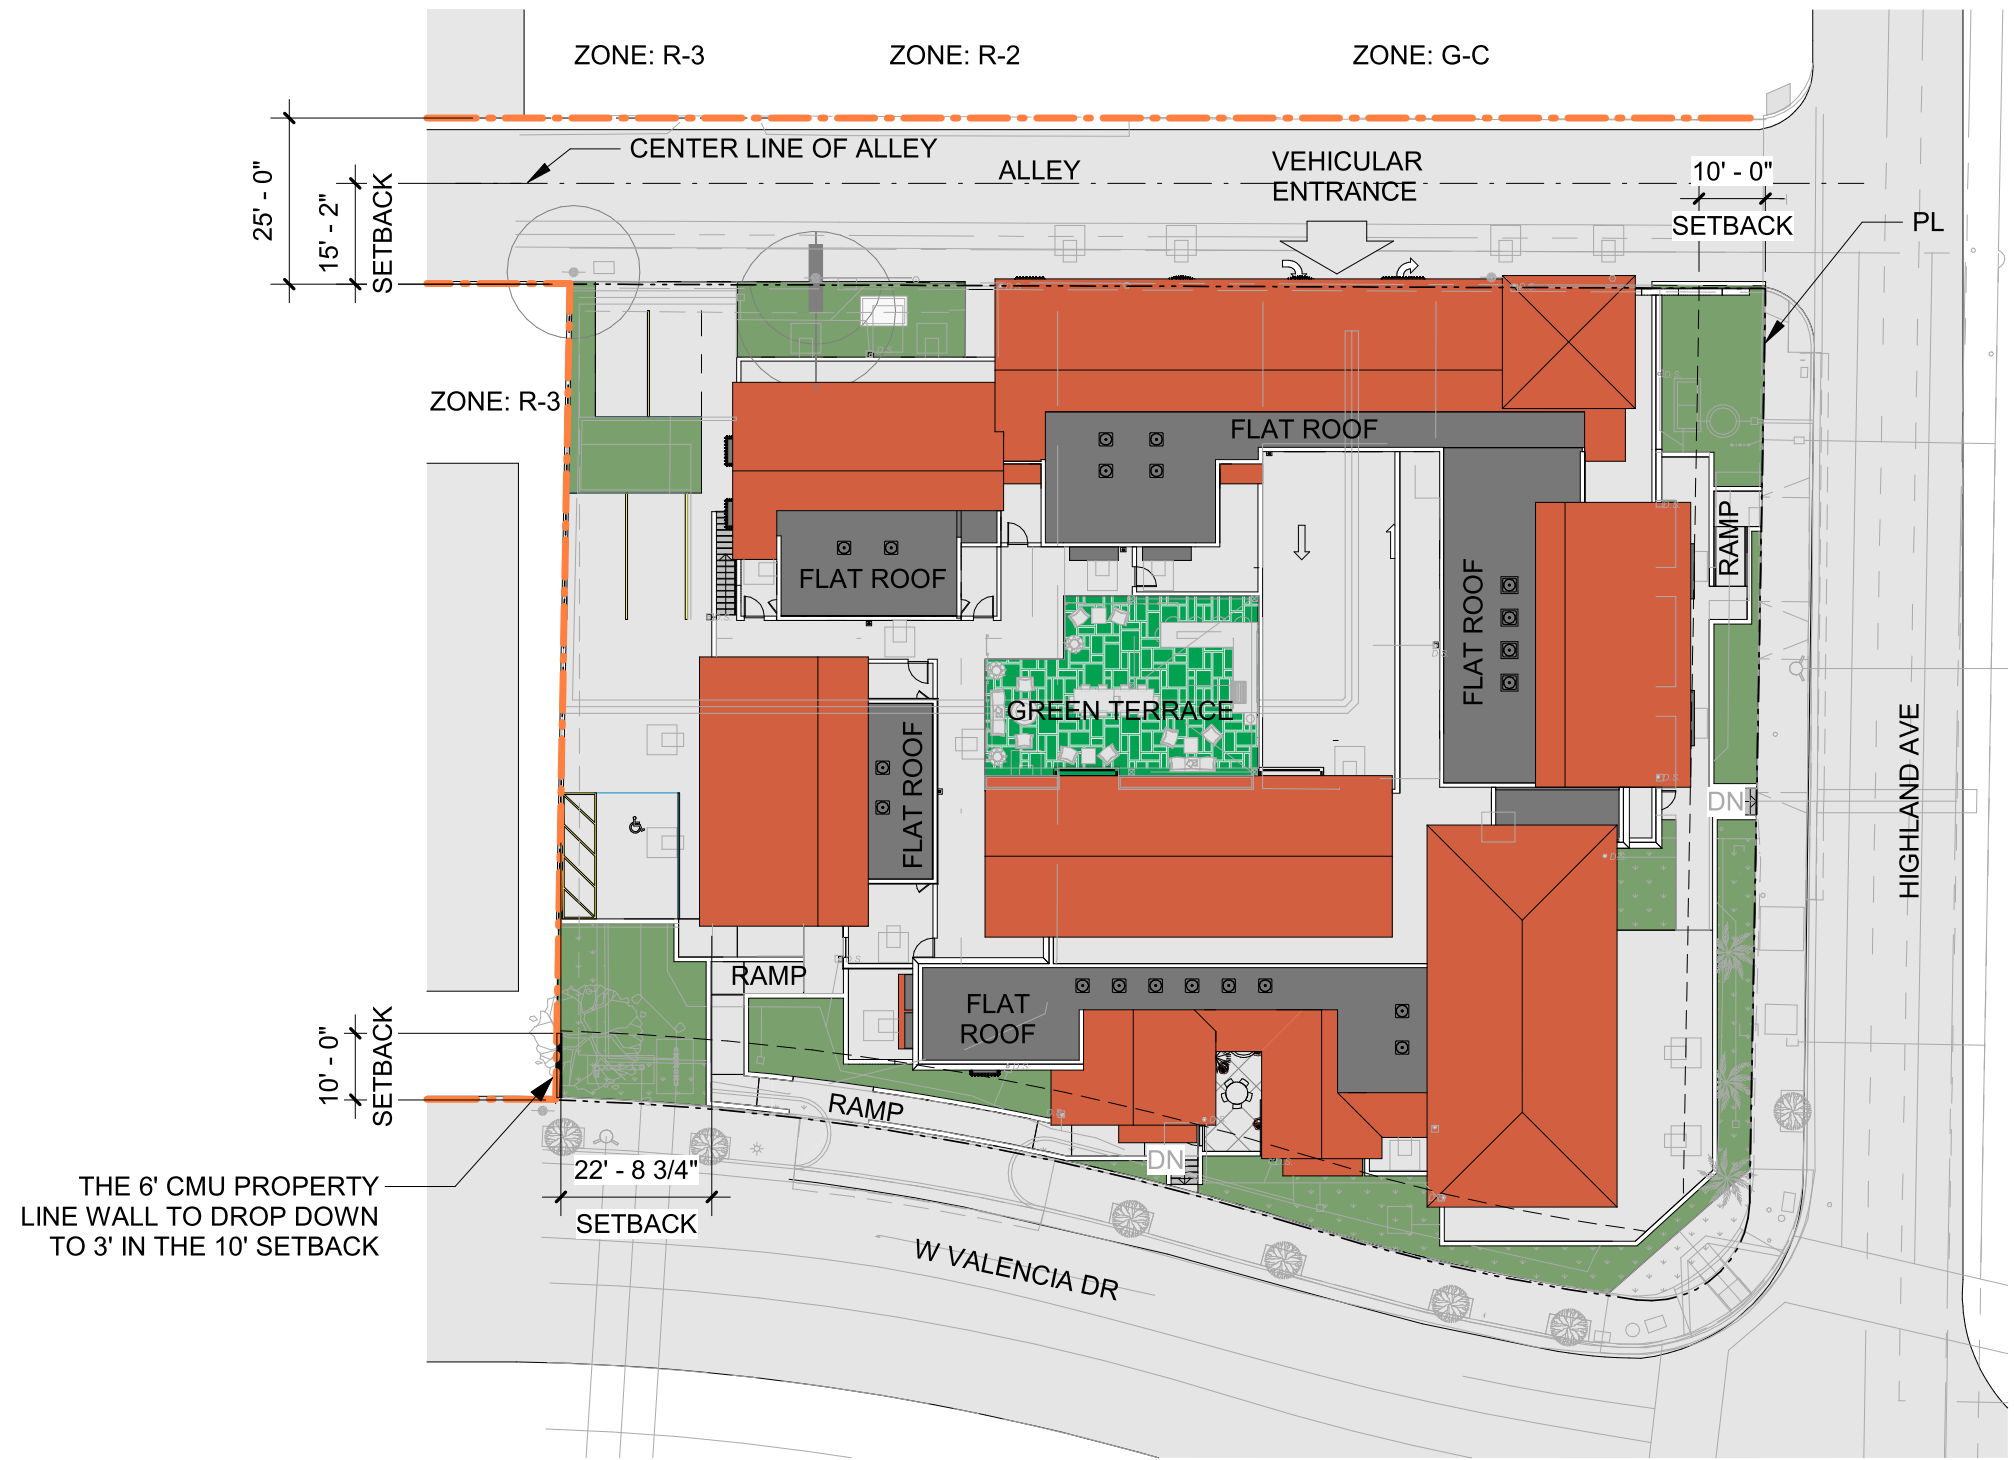 ZONE: R-3
ZONE: R-2
ZONE: G-C
CENTER LINE OF ALLEY
ALLEY
VEHICULAR
ENTRANCE
10' - 0"
SETBACK
PL
25' - 0"
15' - 2"
SETBACK
ZONE: R-3
FLAT ROOF
FLAT ROOF
FLAT ROOF
RAMP
GREEN TERRACE
FLAT ROOF
DN
HIGHLAND AVE
RAMP
FLAT
ROOF
10' - 0"
SETBACK
RAMP
DN
22' - 8 3/4"
SETBACK
THE 6' CMU PROPERTY
LINE WALL TO DROP DOWN
TO 3' IN THE 10' SETBACK
W VALENCIA DR